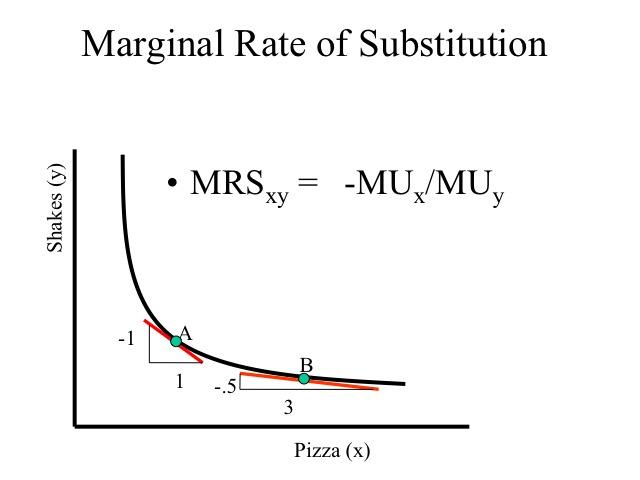 Marginal Rate of Substitution
• MRSxy = -MUx/MUy
Shakes (y)
A
-1
1
B
-.5
3
Pizza (x)